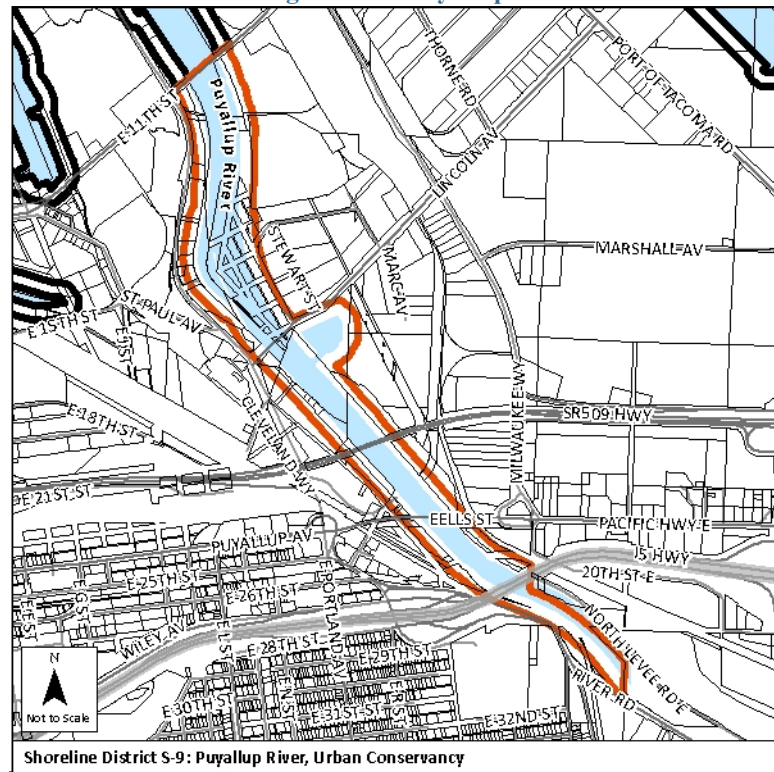 E 11TH ST
Puyallup River
THORNE RD
PORT OF TACOMA RD
LINCOLN AV
STEWART ST
MARC AV
MARSHALL AV
ST PAUL AV
E 15TH ST
E 18TH ST
CLEVELAND WY
MILWAUKEE WY
SR509 HWY
E 21ST ST
EELLS ST
PACIFIC HWY E
PUYALLUP AV
I5 HWY
E 25TH ST
20TH ST E
E 26TH ST
E PORTLAND AV
E G ST
WILEY AV
E 28TH ST
E 29TH ST
NORTH LEVEE RD E
RIVER RD
E N ST
E R ST
E 30TH ST
E 31ST ST
E 32ND ST
N
Not to Scale
Shoreline District S-9: Puyallup River, Urban Conservancy